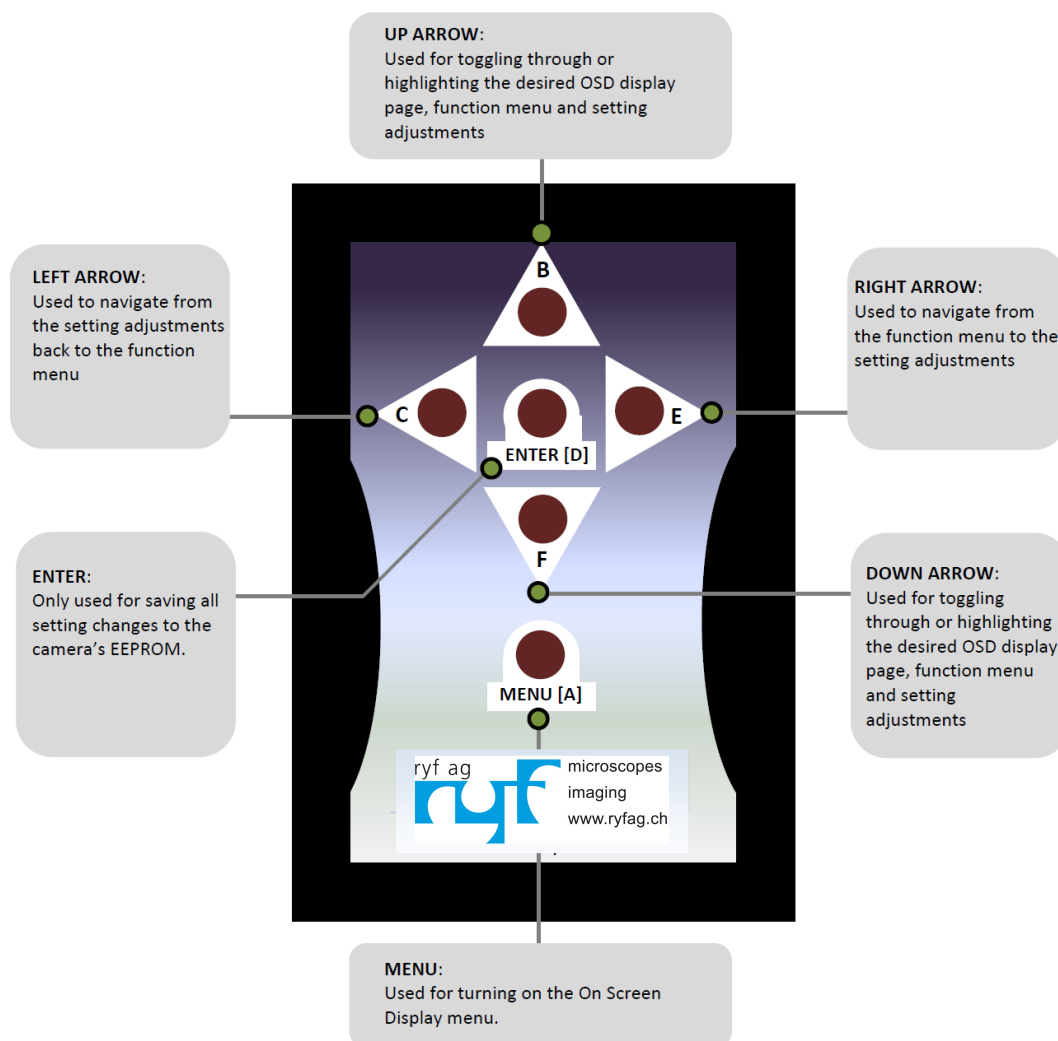 UP ARROW:
Used for toggling through or
highlighting the desired OSD display
page, function menu and setting
adjustments
B
LEFT ARROW:
Used to navigate from
the setting adjustments
back to the function
menu
RIGHT ARROW:
Used to navigate from
the function menu to the
setting adjustments
C
E
ENTER [D]
F
ENTER:
Only used for saving all
setting changes to the
camera's EEPROM.
DOWN ARROW:
Used for toggling
through or highlighting
the desired OSD display
page, function menu
and setting
adjustments
MENU [A]
ryf ag
ryf
microscopes
imaging
www.ryfag.ch
MENU:
Used for turning on the On Screen
Display menu.